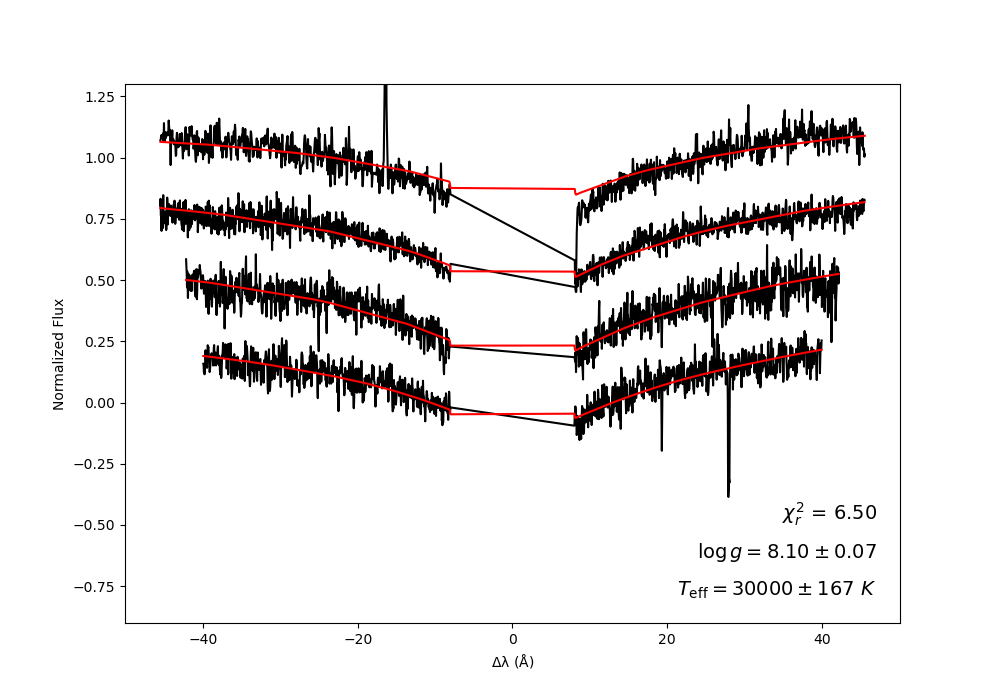 1.25
1.00
0.75
0.50
0.25
0.00
−0.25
−0.50
−0.75
Normalized Flux
χ²ᵣ = 6.50
log g = 8.10 ± 0.07
T_eff = 30000 ± 167 K
−40 −20 0 20 40
Δλ (Å)